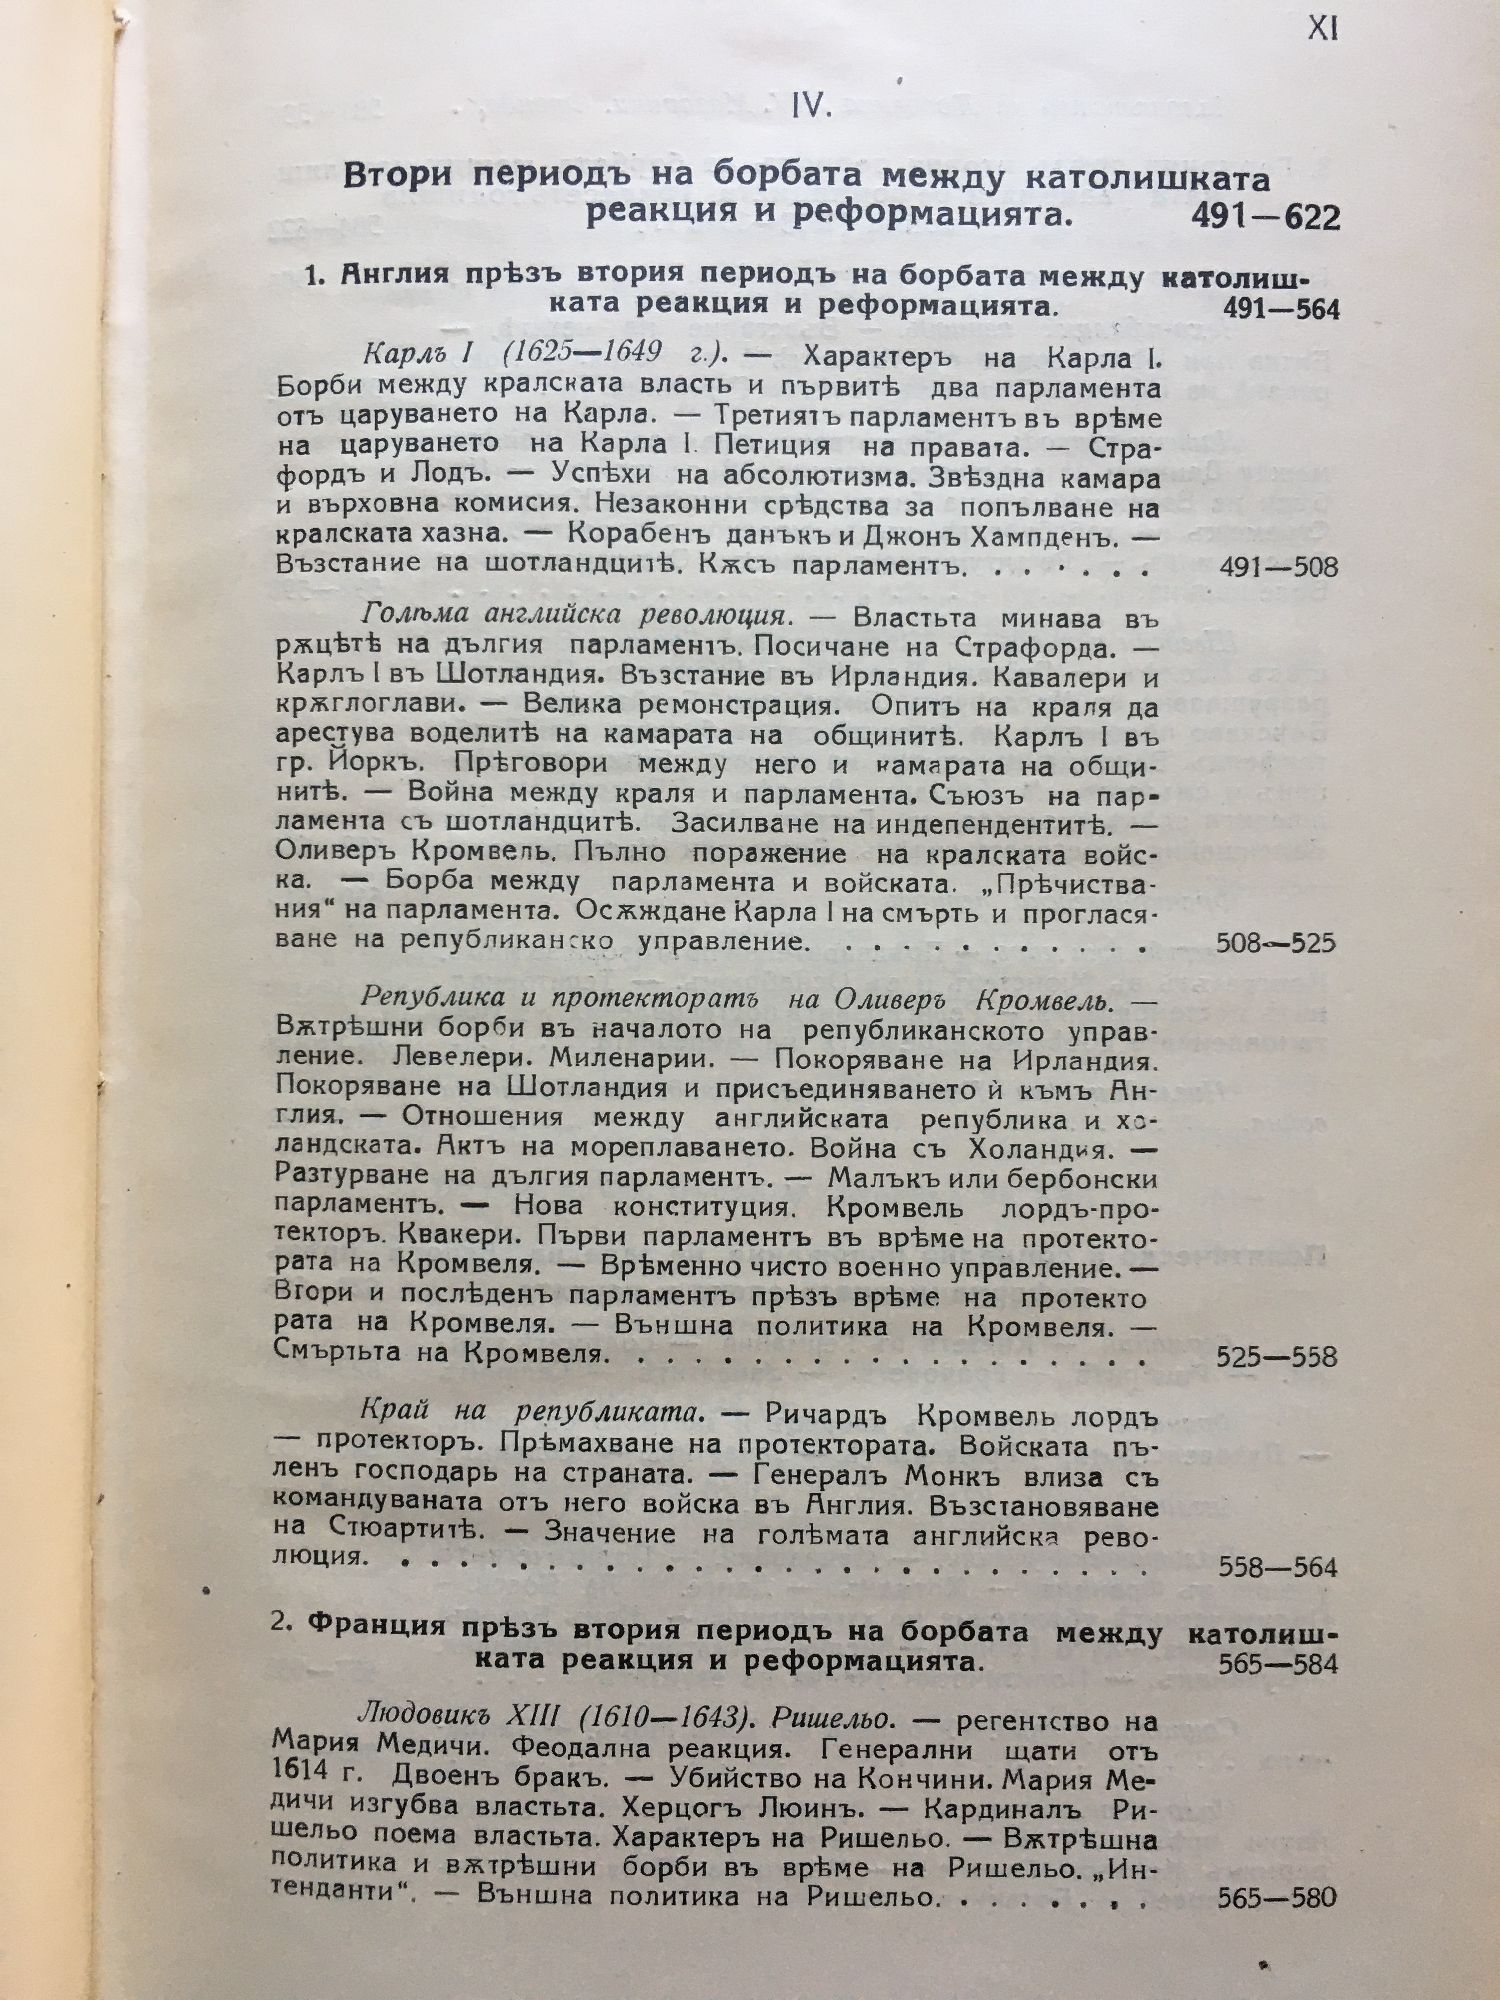 XI
IV.
Втори периодъ на борбата между католишката
реакция и реформацията. 491—622
1. Англия прѣзъ втория периодъ на борбата между католиш-
ката реакция и реформацията. 491—564
Карлъ I (1625—1649 г.). — Характеръ на Карла I.
Борби между кралската власть и първитѣ два парламента
отъ царуването на Карла. — Третиятъ парламентъ въ врѣме
на царуването на Карла I. Петиция на правата. — Стра-
фордъ и Лодъ. — Успѣхи на абсолютизма. Звѣздна камара
и върховна комисия. Незаконни срѣдства за попълване на
кралската хазна. — Корабенъ данъкъ и Джонъ Хампденъ. —
Възстание на шотландцитѣ. Кѫсъ парламентъ. . . . . . . 491—508
Голѣма английска революция. — Властьта минава въ
рѫцѣтѣ на дългия парламентъ. Посичане на Страфорда. —
Карлъ I въ Шотландия. Възстание въ Ирландия. Кавалери и
крѫглоглави. — Велика ремонстрация. Опитъ на краля да
арестува воделитѣ на камарата на общинитѣ. Карлъ I въ
гр. Йоркъ. Прѣговори между него и камарата на общи-
нитѣ. — Война между краля и парламента. Съюзъ на пар-
ламента съ шотландцитѣ. Засилване на индепендентитѣ. —
Оливеръ Кромвель. Пълно поражение на кралската войс-
ка. — Борба между парламента и войската. „Прѣчиства-
ния“ на парламента. Осѫждане Карла I на смърть и прогласа-
ване на републиканско управление. . . . . . . . . . . . 508—525
Република и протекторатъ на Оливеръ Кромвель. —
Вѫтрѣшни борби въ началото на републиканското управ-
ление. Левелери. Миленарии. — Покоряване на Ирландия.
Покоряване на Шотландия и присъединяването ѝ къмъ Ан-
глия. — Отношения между английската република и хо-
ландската. Актъ на мореплаването. Война съ Холандия. —
Разтурване на дългия парламентъ. — Малъкъ или бербонски
парламентъ. — Нова конституция. Кромвель лордъ-про-
текторъ. Квакери. Първи парламентъ въ врѣме на протекто-
рата на Кромвеля. — Врѣменно чисто военно управление. —
Втори и послѣденъ парламентъ прѣзъ врѣме на протекто
рата на Кромвеля. — Външна политика на Кромвеля. —
Смъртьта на Кромвеля. . . . . . . . . . . . . . . . . . . 525—558
Край на републиката. — Ричардъ Кромвель лордъ
— протекторъ. Прѣмахване на протектората. Войската пъ-
ленъ господарь на страната. — Генералъ Монкъ влиза съ
командуваната отъ него войска въ Англия. Възстановяване
на Стюартитѣ. — Значение на голѣмата английска рево-
люция. . . . . . . . . . . . . . . . . . . . . . . . . . . 558—564
2. Франция прѣзъ втория периодъ на борбата между католиш-
ката реакция и реформацията. 565—584
Людовикъ XIII (1610—1643). Ришельо. — регентство на
Мария Медичи. Феодална реакция. Генерални щати отъ
1614 г. Двоенъ бракъ. — Убийство на Кончини. Мария Ме-
дичи изгубва властьта. Херцогъ Люинъ. — Кардиналъ Ри-
шельо поема властьта. Характеръ на Ришельо. — Вѫтрѣшна
политика и вѫтрѣшни борби въ врѣме на Ришельо. „Ин-
тенданти“. — Външна политика на Ришельо. . . . . . . . 565—580